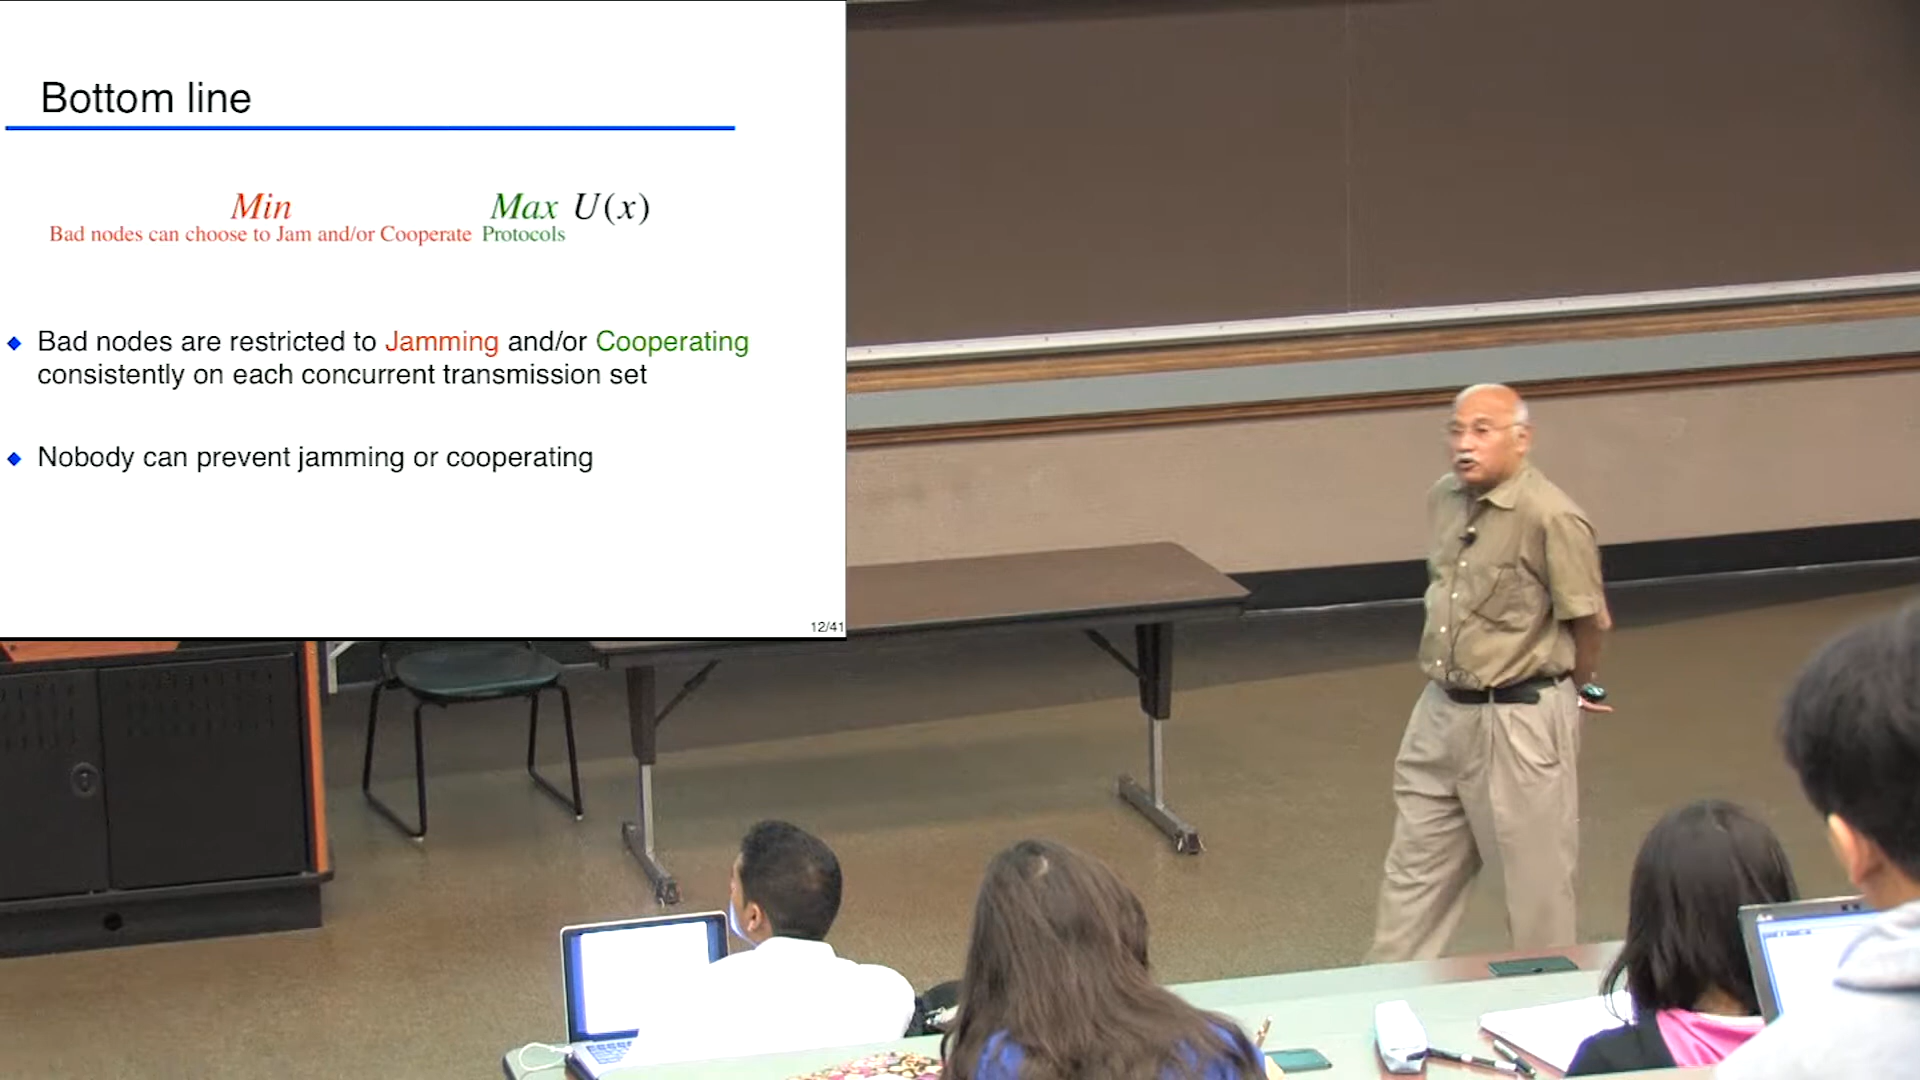 Bottom line
Min Max U(x)
Bad nodes can choose to Jam and/or Cooperate Protocols
◆ Bad nodes are restricted to Jamming and/or Cooperating
consistently on each concurrent transmission set
◆ Nobody can prevent jamming or cooperating
12/41